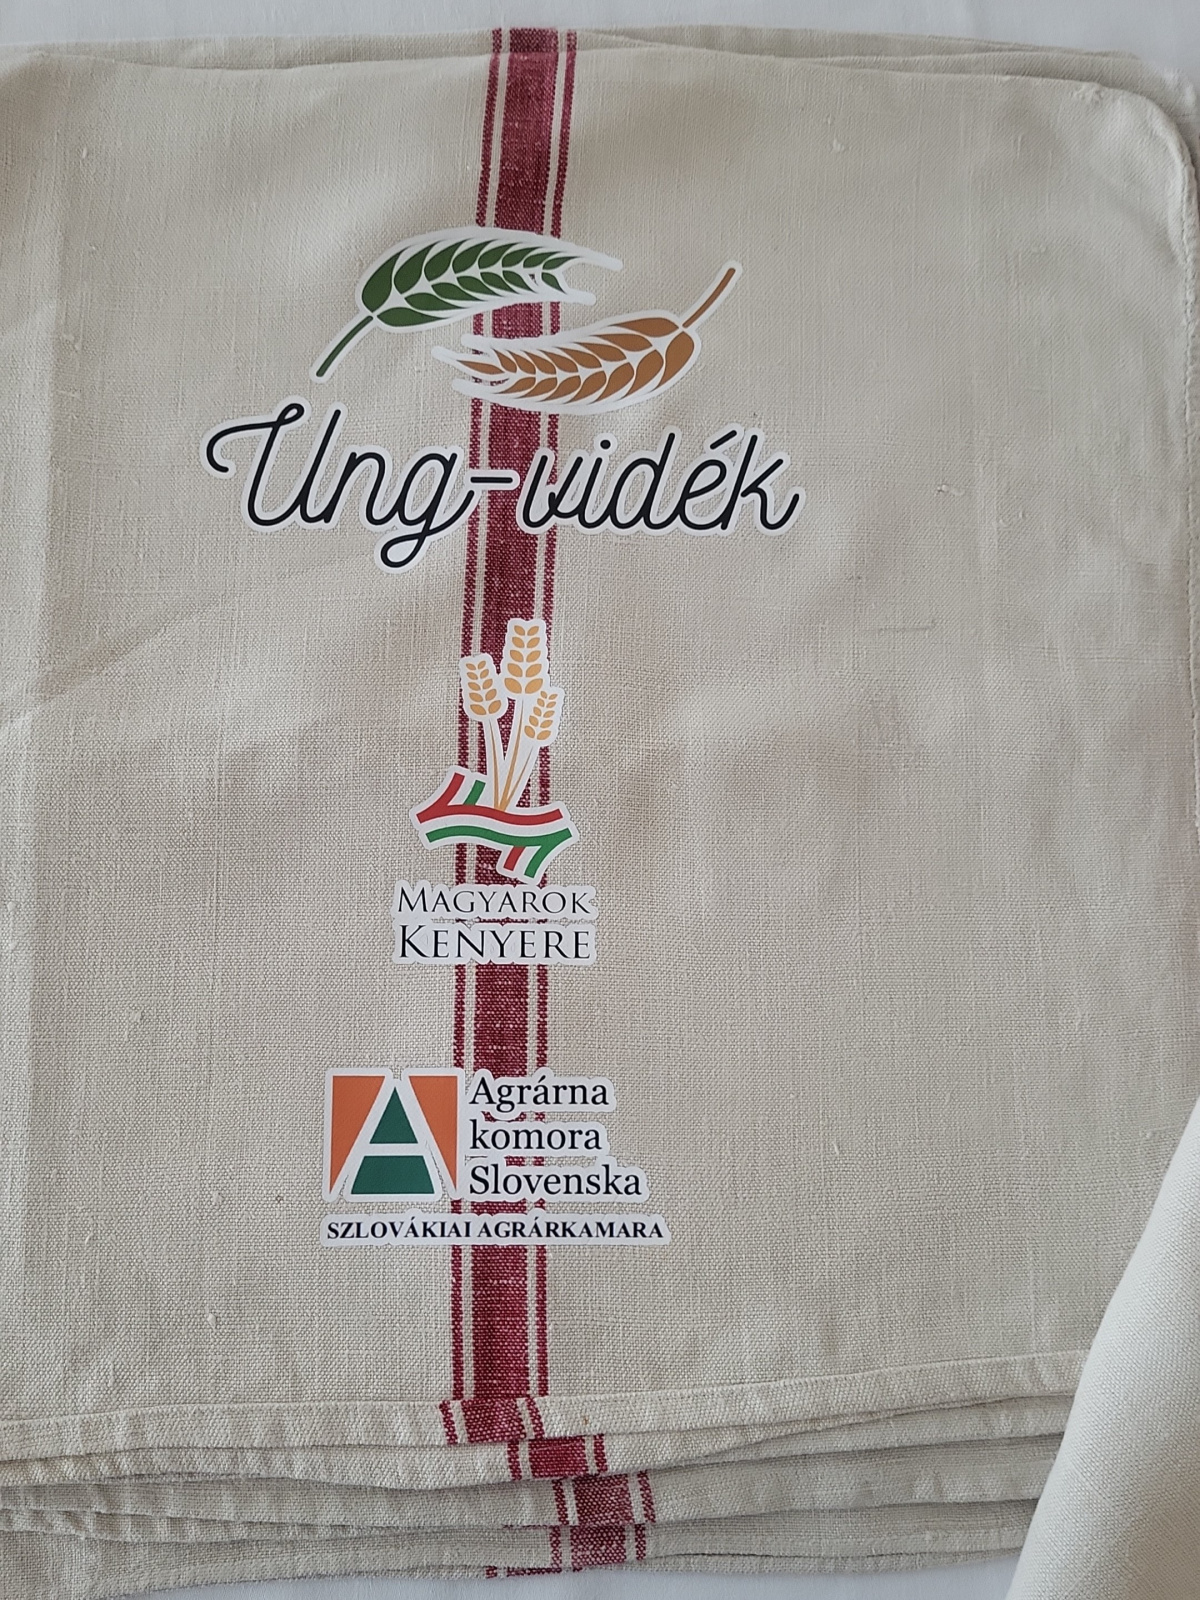 Ung-vidék
MAGYAROK
KENYERE
Agrárna
komora
Slovenska
SZLOVÁKIAI AGRÁRKAMARA